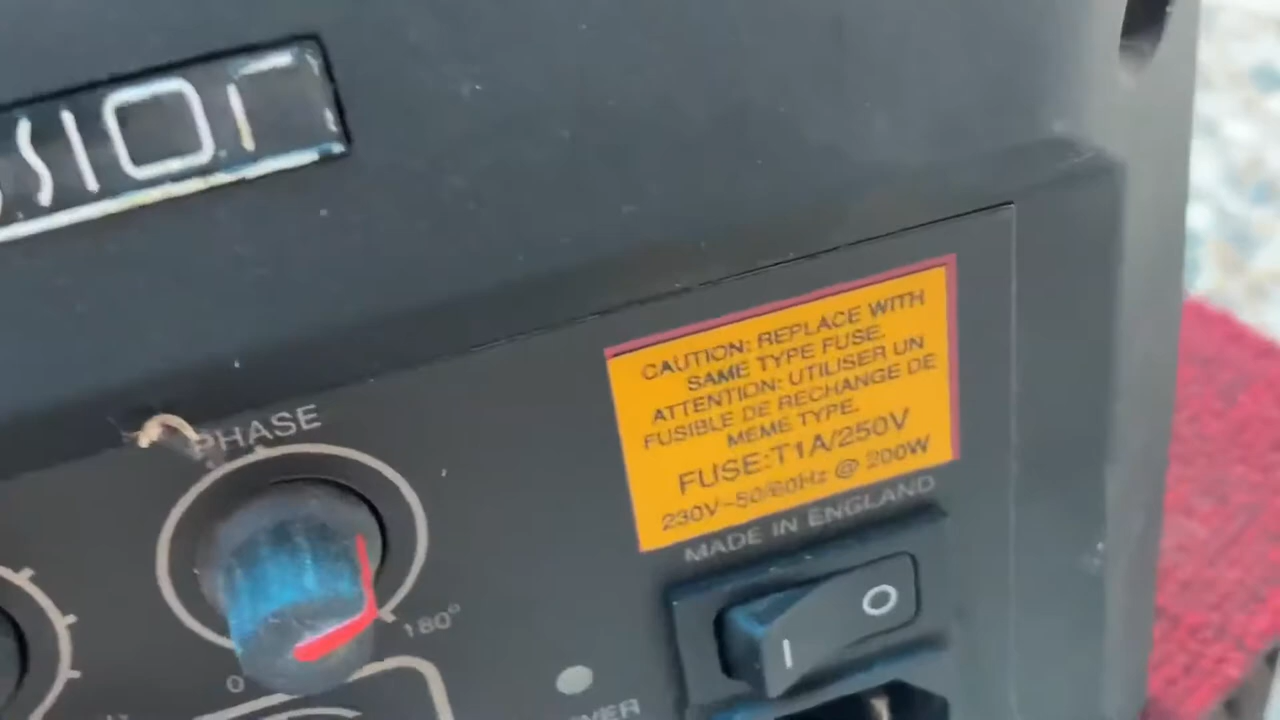 CAUTION: REPLACE WITH
SAME TYPE FUSE.
ATTENTION: UTILISER UN
FUSIBLE DE RECHANGE DE
MEME TYPE.
FUSE:T1A/250V
230V~50/60Hz @ 200W
MADE IN ENGLAND
PHASE
0
180°
I
O